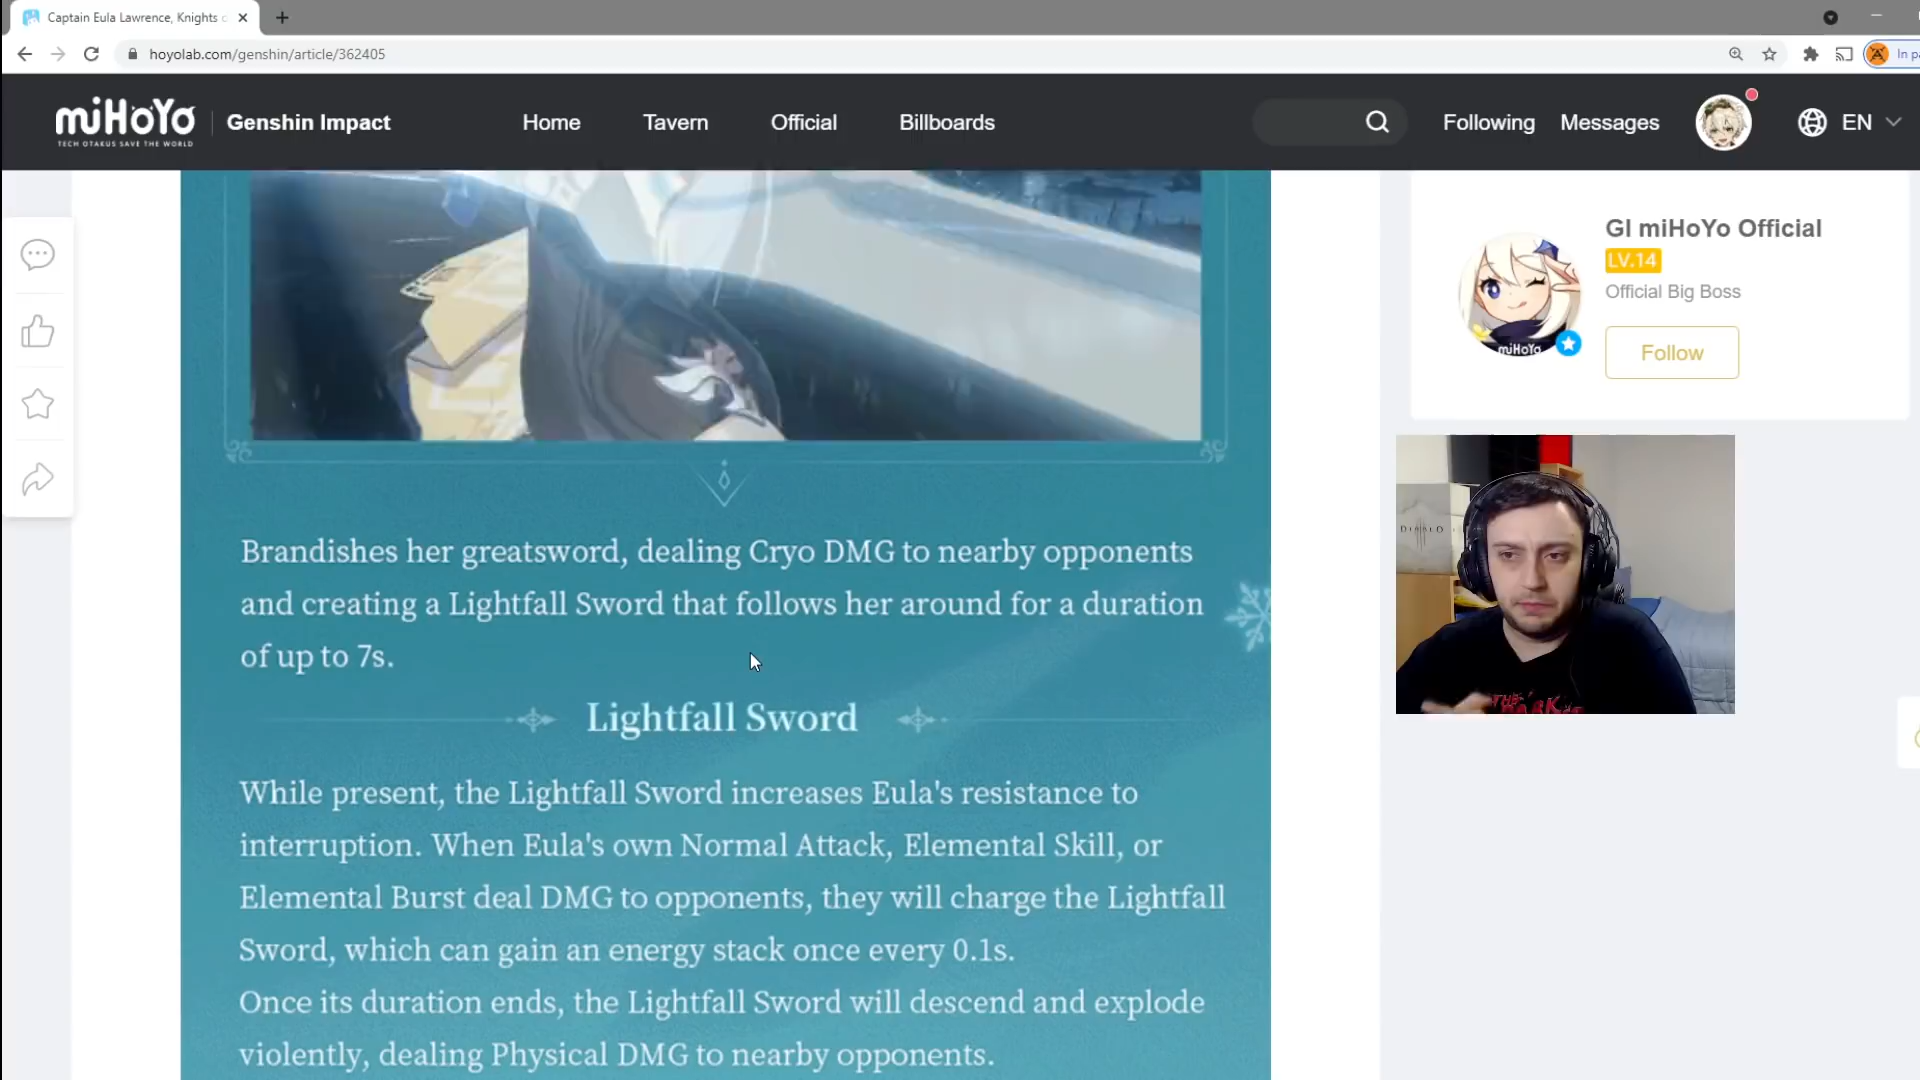 Captain Eula Lawrence, Knights
hoyolab.com/genshin/article/362405
In pa
miHoYo
TECH OTAKUS SAVE THE WORLD
Genshin Impact
Home
Tavern
Official
Billboards
Following
Messages
EN
GI miHoYo Official
LV.14
Official Big Boss
miHoYo
Follow
DIABLO
Brandishes her greatsword, dealing Cryo DMG to nearby opponents
and creating a Lightfall Sword that follows her around for a duration
of up to 7s.
Lightfall Sword
While present, the Lightfall Sword increases Eula's resistance to
interruption. When Eula's own Normal Attack, Elemental Skill, or
Elemental Burst deal DMG to opponents, they will charge the Lightfall
Sword, which can gain an energy stack once every 0.1s.
Once its duration ends, the Lightfall Sword will descend and explode
violently, dealing Physical DMG to nearby opponents.